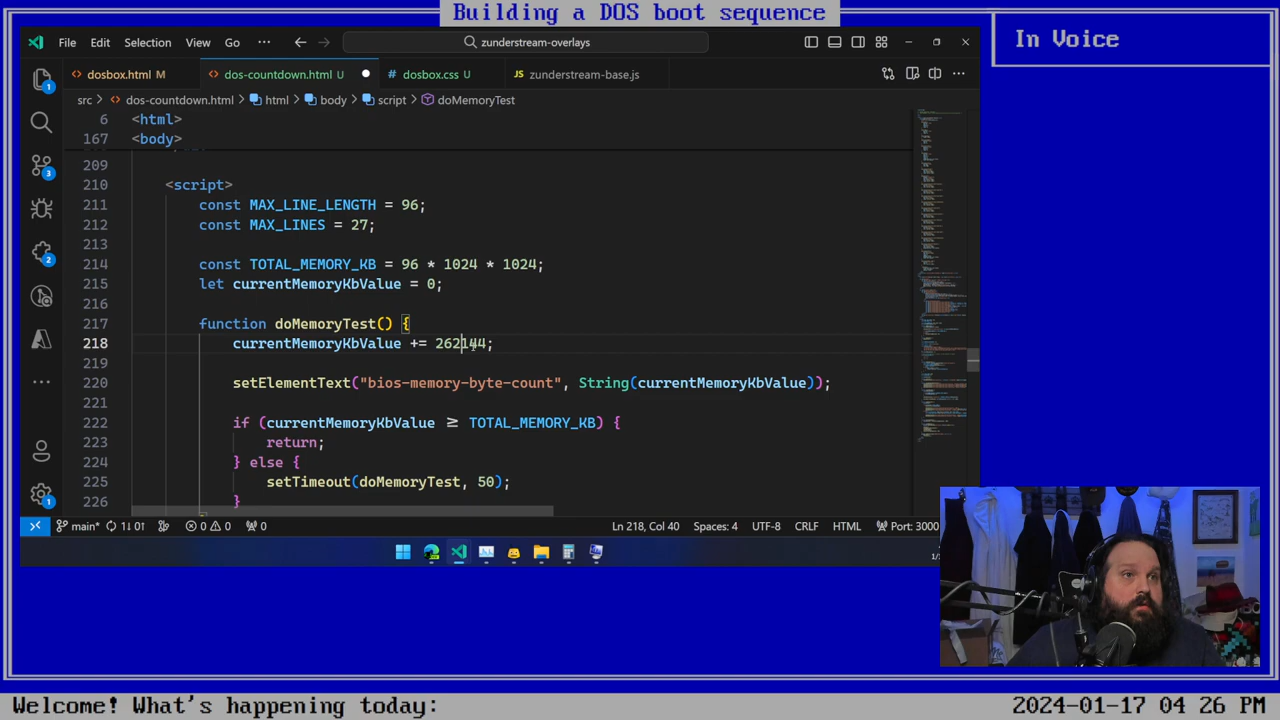 Building a DOS boot sequence
In Voice
File Edit Selection View Go ··· zunderstream-overlays
dosbox.html M dos-countdown.html U dosbox.css U zunderstream-base.js
src > dos-countdown.html > html > body > script > doMemoryTest
6 <html>
167 <body>
209
210 <script>
211 const MAX_LINE_LENGTH = 96;
212 const MAX_LINES = 27;
213
214 const TOTAL_MEMORY_KB = 96 * 1024 * 1024;
215 let currentMemoryKbValue = 0;
216
217 function doMemoryTest() {
218 currentMemoryKbValue += 262144;
219
220 setElementText("bios-memory-test-count", String(currentMemoryKbValue));
221
222 if (currentMemoryKbValue ≥ TOTAL_MEMORY_KB) {
223 return;
224 } else {
225 setTimeout(doMemoryTest, 50);
226 }
main* 1↓ 0↑ 0 0 0 Ln 218, Col 40 Spaces: 4 UTF-8 CRLF HTML Port: 3000
Welcome! What's happening today:
2024-01-17 04 26 PM